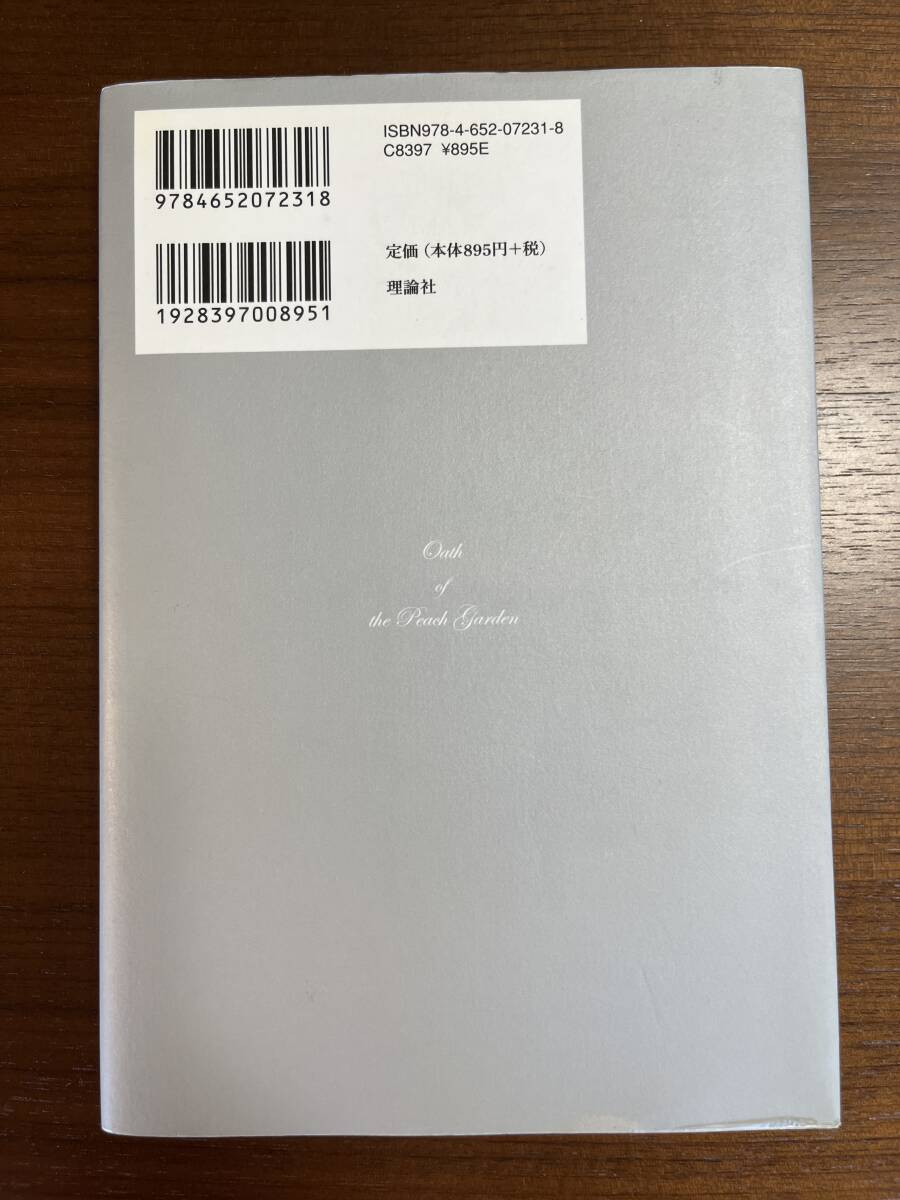 ISBN978-4-652-07231-8
C8397 ¥895E
9784652072318
定価（本体895円＋税）
理論社
1928397008951
Oath
of
the Peach Garden